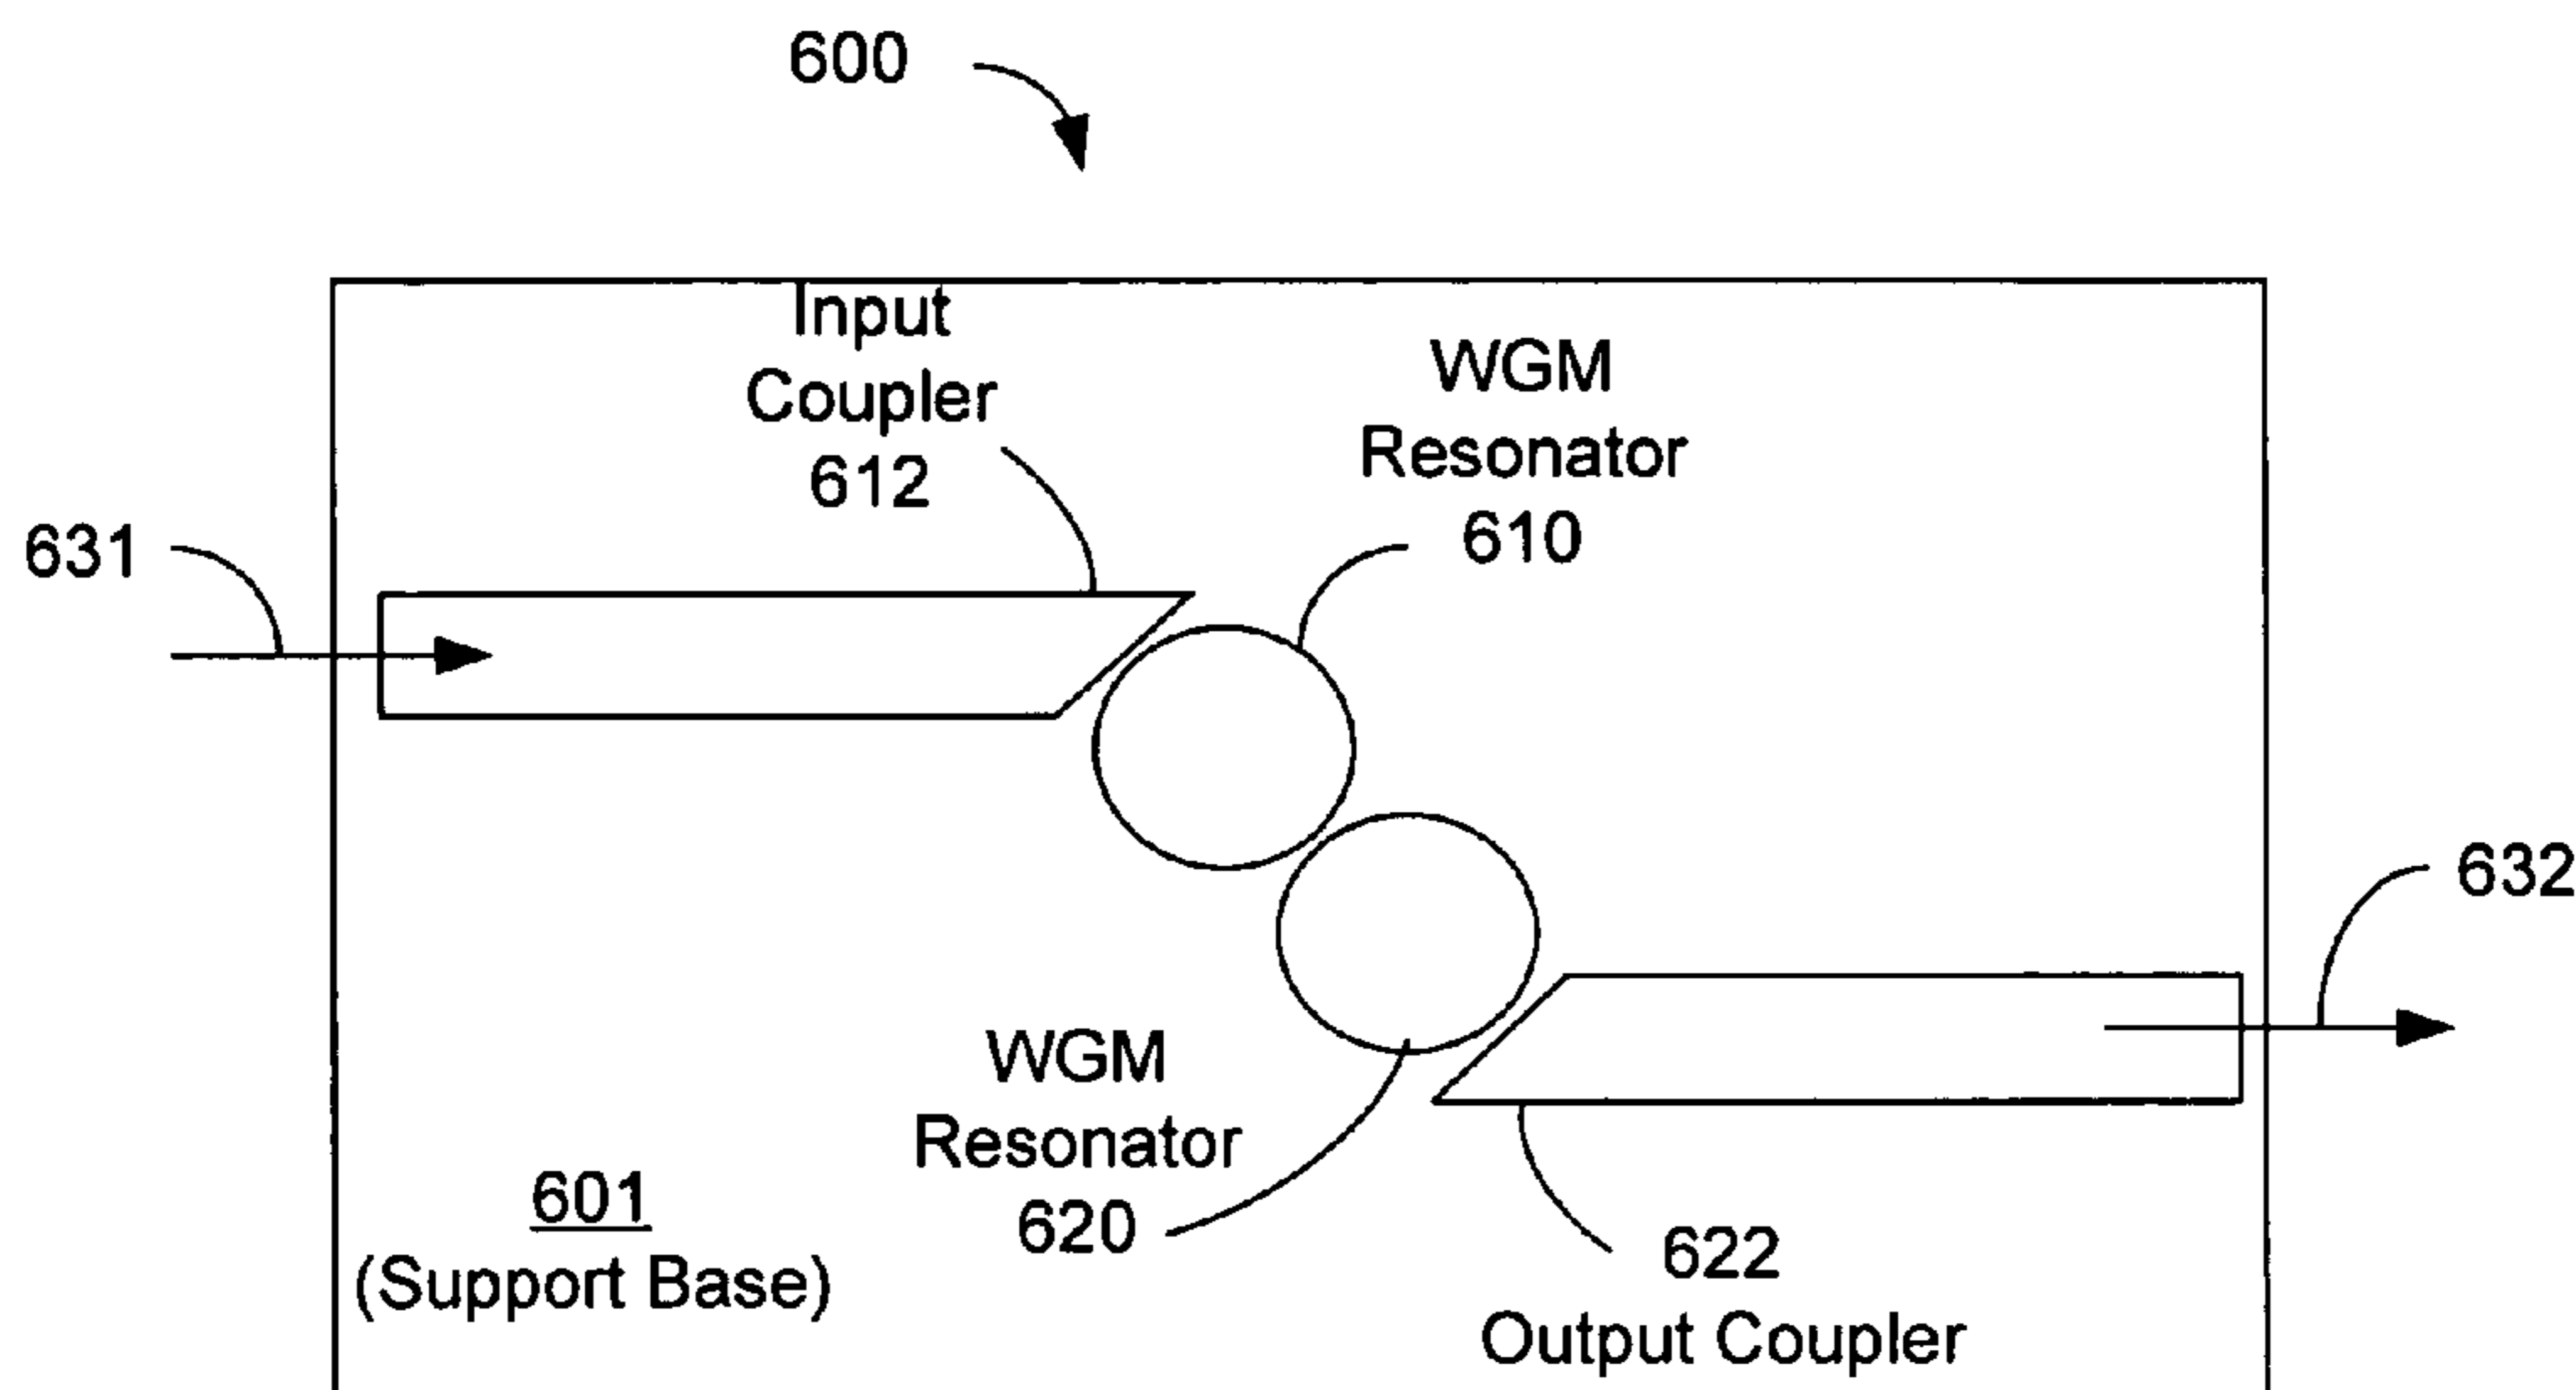 600
Input
Coupler
612
WGM
Resonator
610
631
632
WGM
Resonator
620
601
(Support Base)
622
Output Coupler